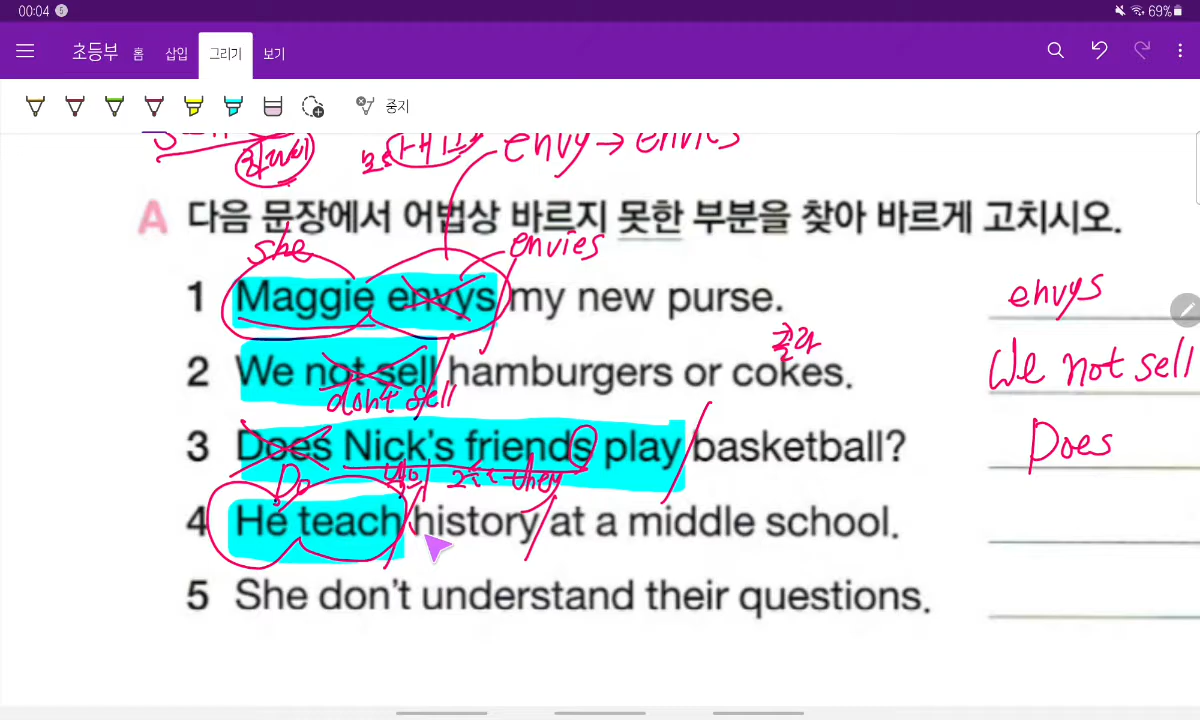 00:04 69%
초등부 홈 삽입 그리기 보기
중지
envy → envies
A 다음 문장에서 어법상 바르지 못한 부분을 찾아 바르게 고치시오.
she envies
1 Maggie envys my new purse. envys
콜라
2 We not sell hamburgers or cokes. We not sell
don't sell
3 Does Nick's friends play basketball? Does
Do they
4 He teach history at a middle school.
5 She don't understand their questions.